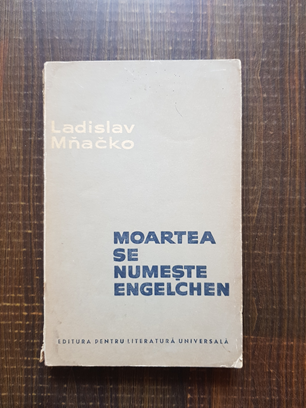 Ladislav
Mňačko
MOARTEA
SE
NUMEȘTE
ENGELCHEN
EDITURA PENTRU LITERATURĂ UNIVERSALĂ